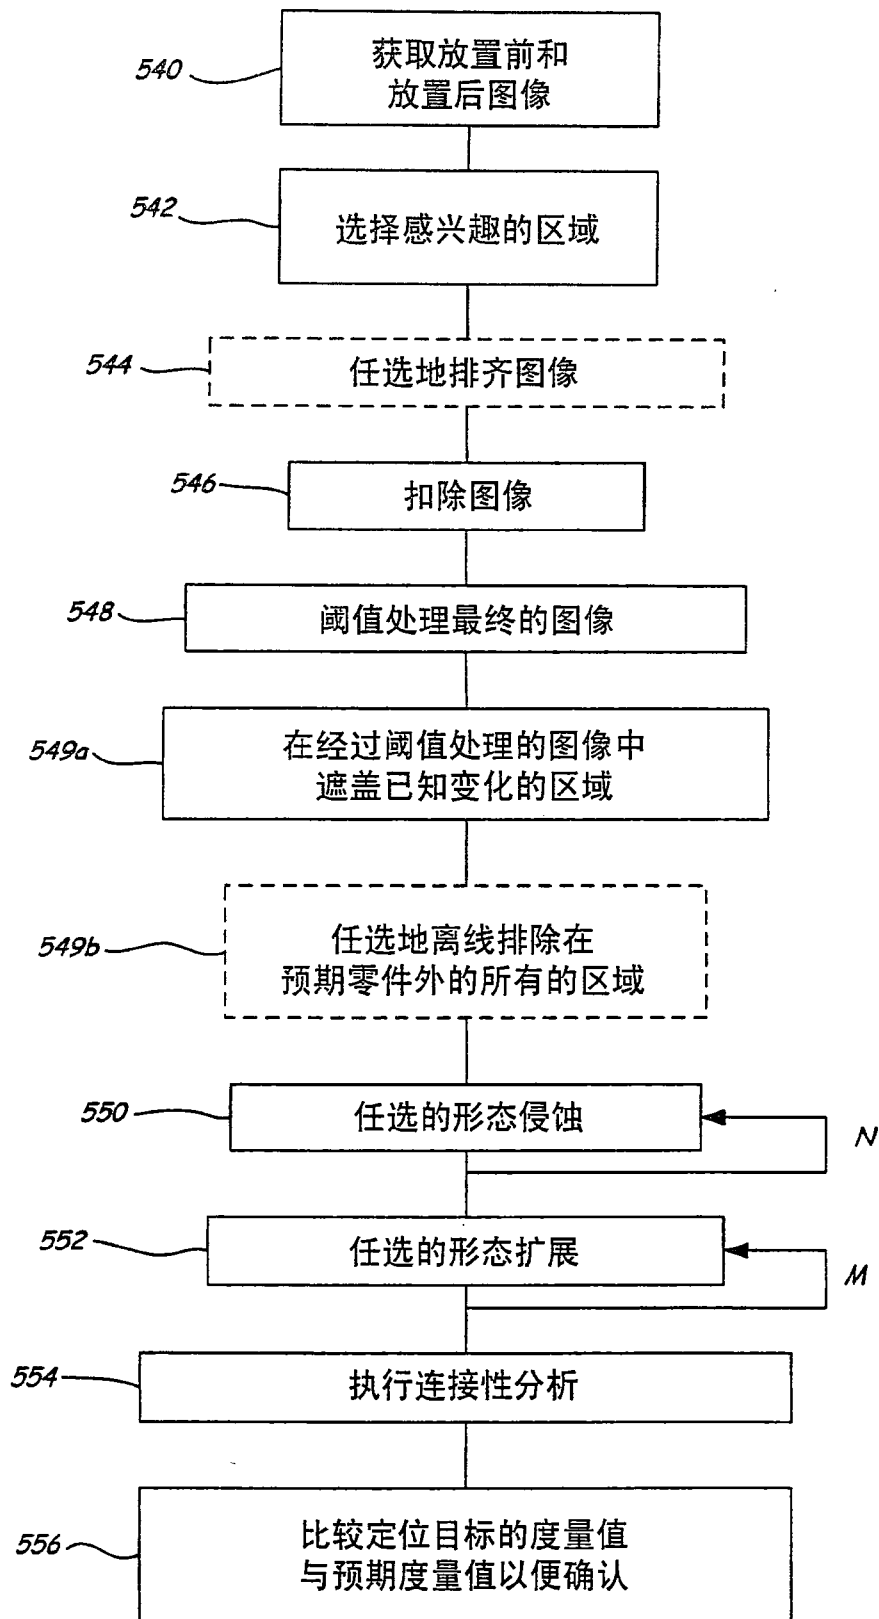 540
获取放置前和
放置后图像
542
选择感兴趣的区域
544
任选地排齐图像
546
扣除图像
548
阈值处理最终的图像
549a
在经过阈值处理的图像中
遮盖已知变化的区域
549b
任选地离线排除在
预期零件外的所有的区域
550
任选的形态侵蚀
N
552
任选的形态扩展
M
554
执行连接性分析
556
比较定位目标的度量值
与预期度量值以便确认